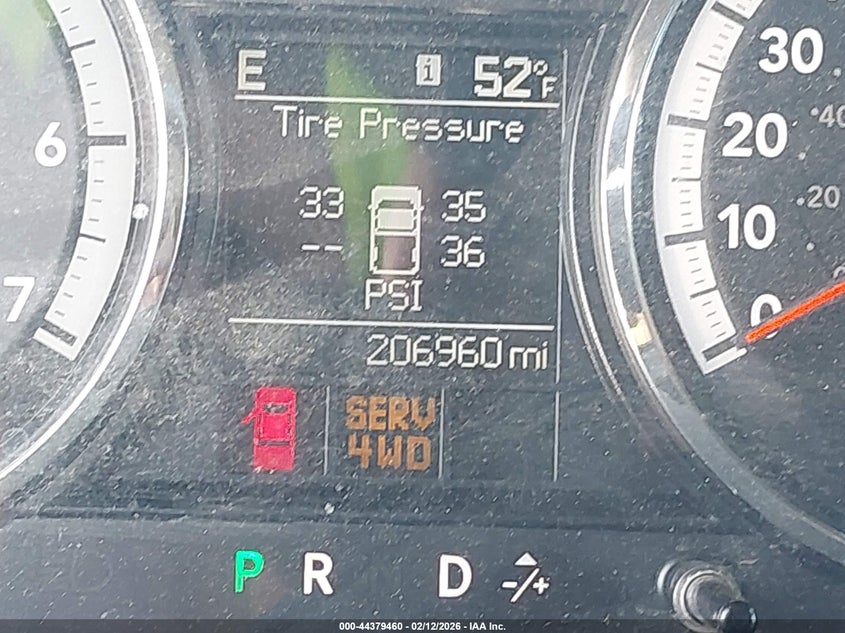 E i 52°F
Tire Pressure
33 35
-- 36
PSI
206960 mi
SERV
4WD
P R D -/+
6
7
30
20
10
0
40
20
000-44379460 - 02/12/2026 - IAA Inc.